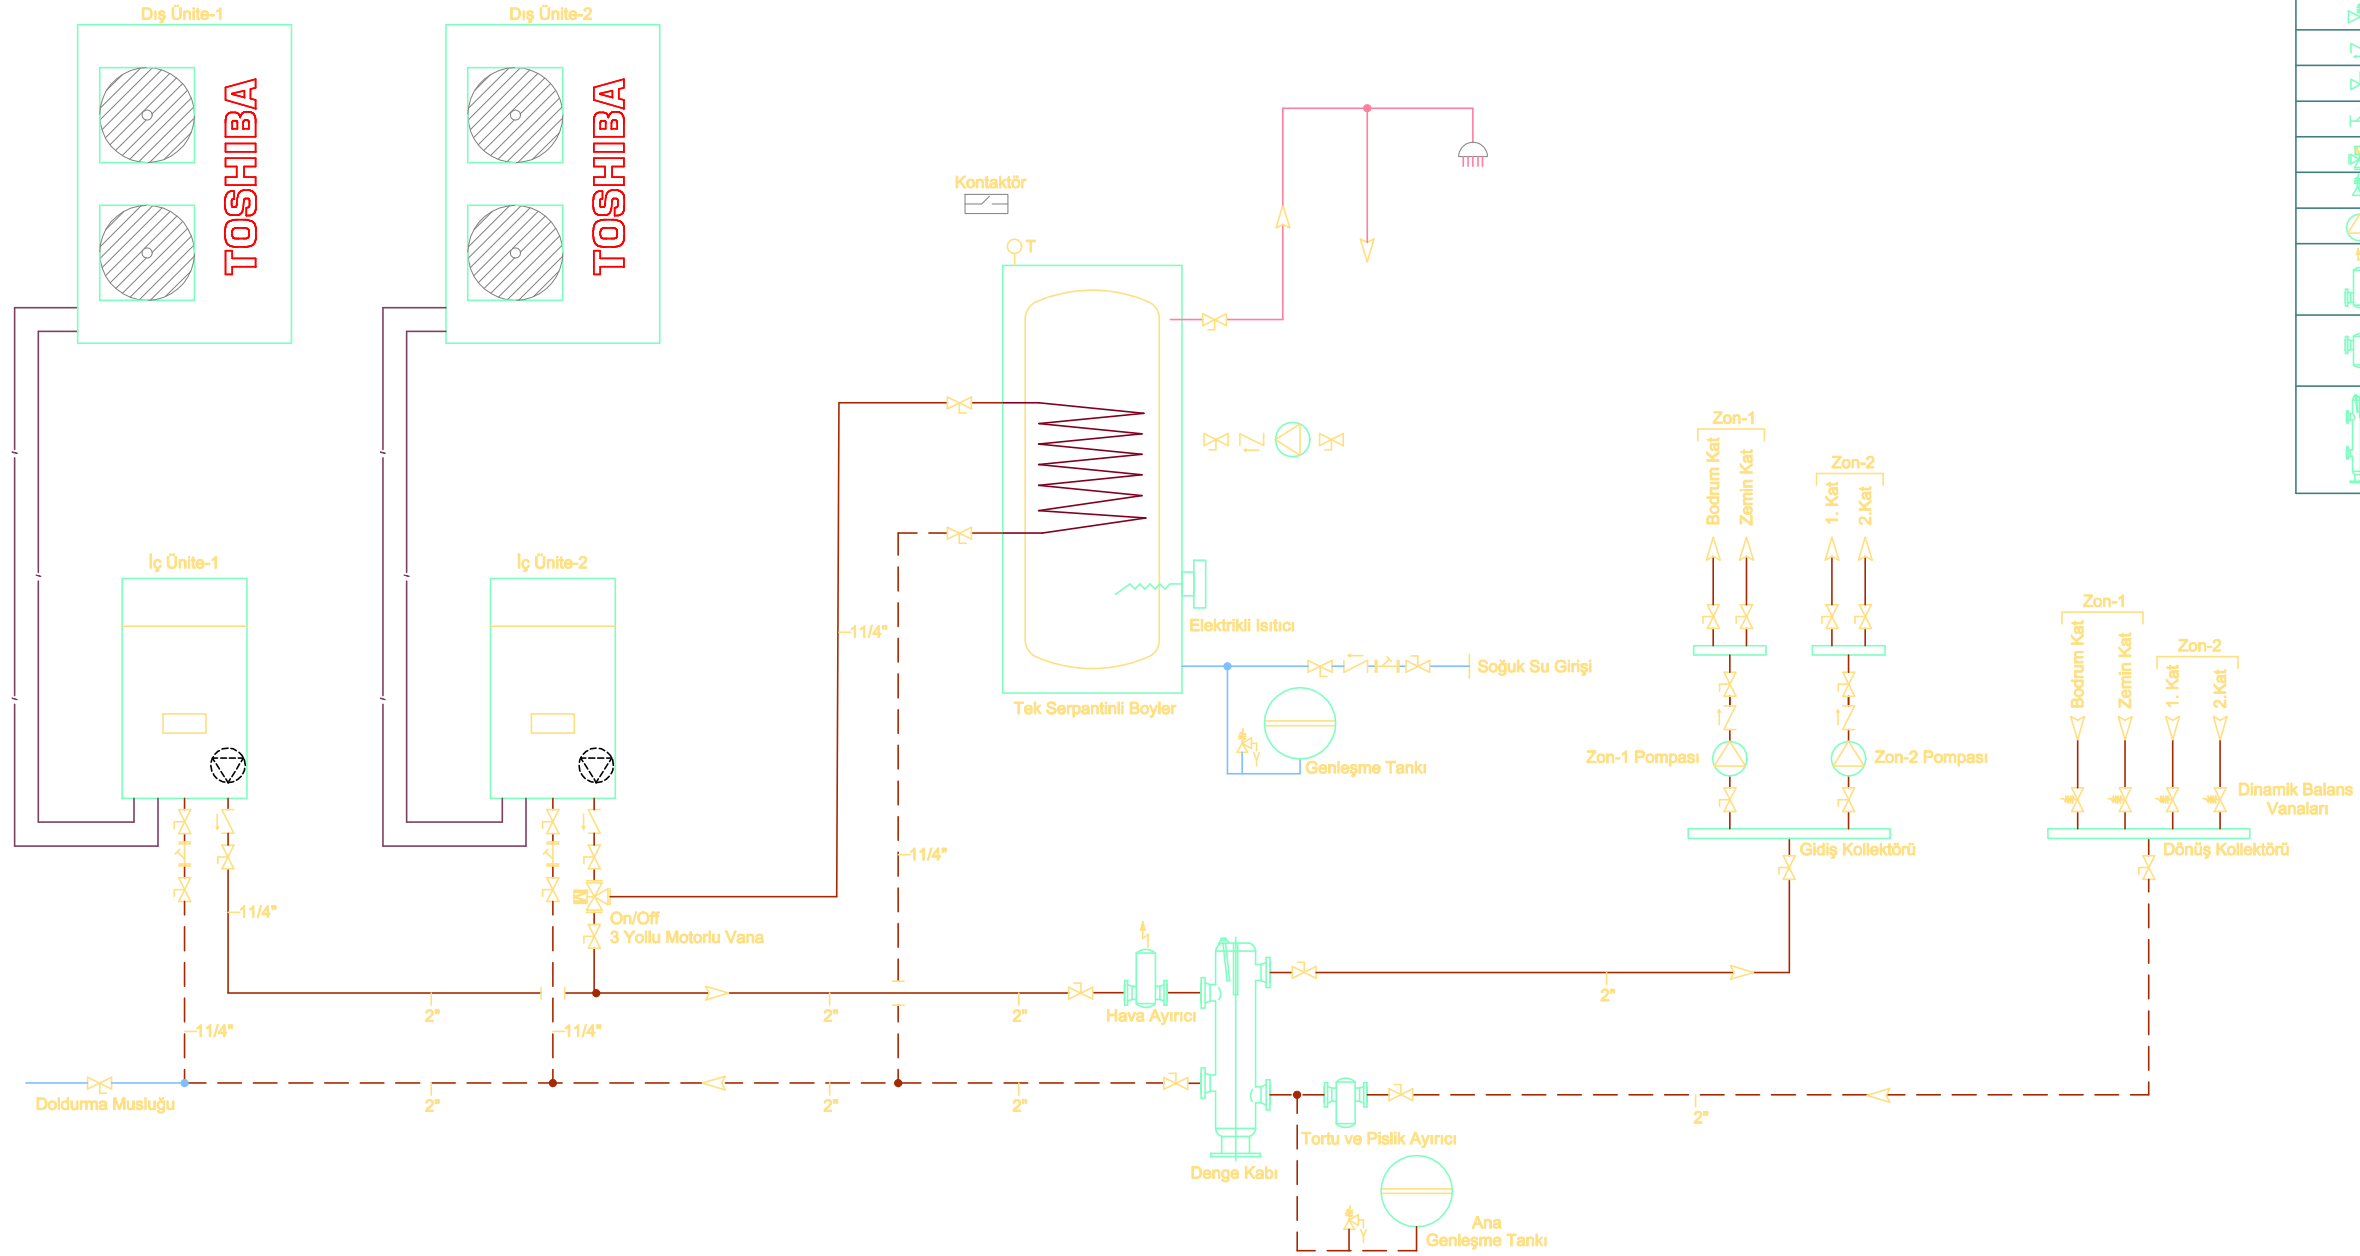 Dış Ünite-1
Dış Ünite-2
TOSHIBA
TOSHIBA
Kontaktör
T
İç Ünite-1
İç Ünite-2
11/4"
11/4"
Elektrikli Isıtıcı
Soğuk Su Girişi
Tek Serpantinli Boyler
Y
Genleşme Tankı
Zon-1
Bodrum Kat
Zemin Kat
Zon-2
1. Kat
2.Kat
Zon-1 Pompası
Zon-2 Pompası
Gidiş Kollektörü
Zon-1
Bodrum Kat
Zemin Kat
Zon-2
1. Kat
2.Kat
Dinamik Balans
Vanaları
Dönüş Kollektörü
11/4"
M
On/Off
3 Yollu Motorlu Vana
2"
2"
2"
Hava Ayırıcı
2"
11/4"
11/4"
Doldurma Musluğu
2"
2"
2"
2"
Tortu ve Pislik Ayırıcı
Denge Kabı
Y
Ana
Genleşme Tankı